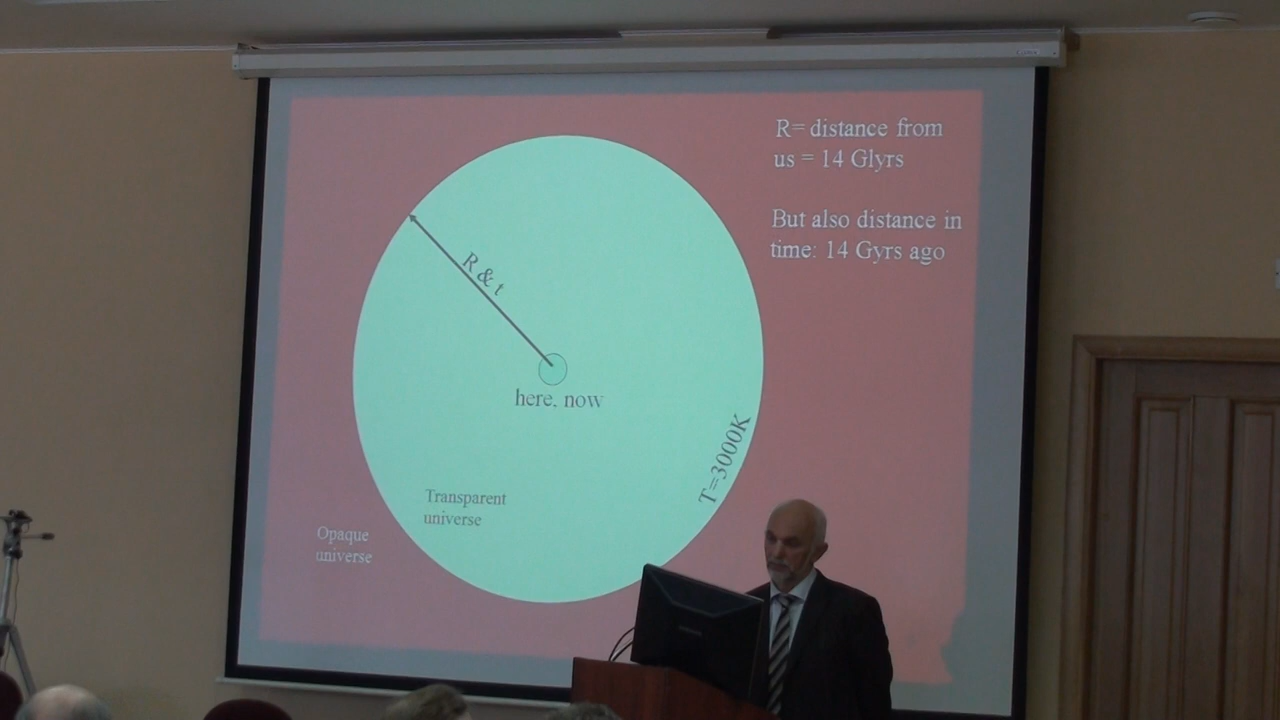 R= distance from
us = 14 Glyrs
But also distance in
time: 14 Gyrs ago
R & t
here, now
T=3000K
Transparent
universe
Opaque
universe